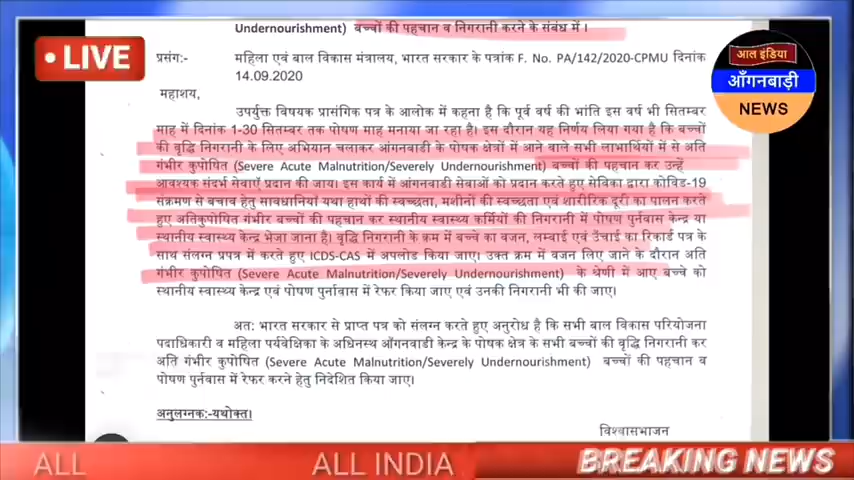 Undernourishment) बच्चों की पहचान व निगरानी करने के संबंध में ।
LIVE
प्रसंग:- महिला एवं बाल विकास मंत्रालय, भारत सरकार के पत्रांक F. No. PA/142/2020-CPMU दिनांक
14.09.2020
आल इंडिया
आँगनबाड़ी
NEWS
महाशय,
उपर्युक्त विषयक प्रासंगिक पत्र के आलोक में कहना है कि पूर्व वर्ष की भांति इस वर्ष भी सितम्बर
माह में दिनांक 1-30 सितम्बर तक पोषण माह मनाया जा रहा है। इस दौरान यह निर्णय लिया गया है कि बच्चों
की वृद्धि निगरानी के लिए अभियान चलाकर आंगनवाडी के पोषक क्षेत्रों में आने वाले सभी लाभार्थियों में से अति
गंभीर कुपोषित (Severe Acute Malnutrition/Severely Undernourishment) बच्चों की पहचान कर उन्हें
आवश्यक संदर्भ सेवाएँ प्रदान की जाय। इस कार्य में आंगनवाडी सेवाओं को प्रदान करते हुए सेविका द्वारा कोविड-19
संक्रमण से बचाव हेतु सावधानियां यथा हाथों की स्वच्छता, मशीनों की स्वच्छता एवं शारीरिक दूरी का पालन करते
हुए अतिकुपोषित गंभीर बच्चों की पहचान कर स्थानीय स्वास्थ्य कर्मियों की निगरानी में पोषण पुर्नवास केन्द्र या
स्थानीय स्वास्थ्य केन्द्र भेजा जाना है। वृद्धि निगरानी के क्रम में बच्चे का वजन, लम्बाई एवं उँचाई का रिकार्ड पत्र के
साथ संलग्न प्रपत्र में करते हुए ICDS-CAS में अपलोड किया जाए। उक्त क्रम में वजन लिए जाने के दौरान अति
गंभीर कुपोषित (Severe Acute Malnutrition/Severely Undernourishment) के श्रेणी में आए बच्चे को
स्थानीय स्वास्थ्य केन्द्र एवं पोषण पुर्नवास में रेफर किया जाए एवं उनकी निगरानी भी की जाए।
अत: भारत सरकार से प्राप्त पत्र को संलग्न करते हुए अनुरोध है कि सभी बाल विकास परियोजना
पदाधिकारी व महिला पर्यवेक्षिका के अधिनस्थ आँगनवाडी केन्द्र के पोषक क्षेत्र के सभी बच्चों की वृद्धि निगरानी कर
अति गंभीर कुपोषित (Severe Acute Malnutrition/Severely Undernourishment) बच्चों की पहचान व
पोषण पुर्नवास में रेफर करने हेतु निदेशित किया जाए।
अनुलग्नक:-यथोक्त।
विश्वासभाजन
ALL
ALL INDIA
BREAKING NEWS